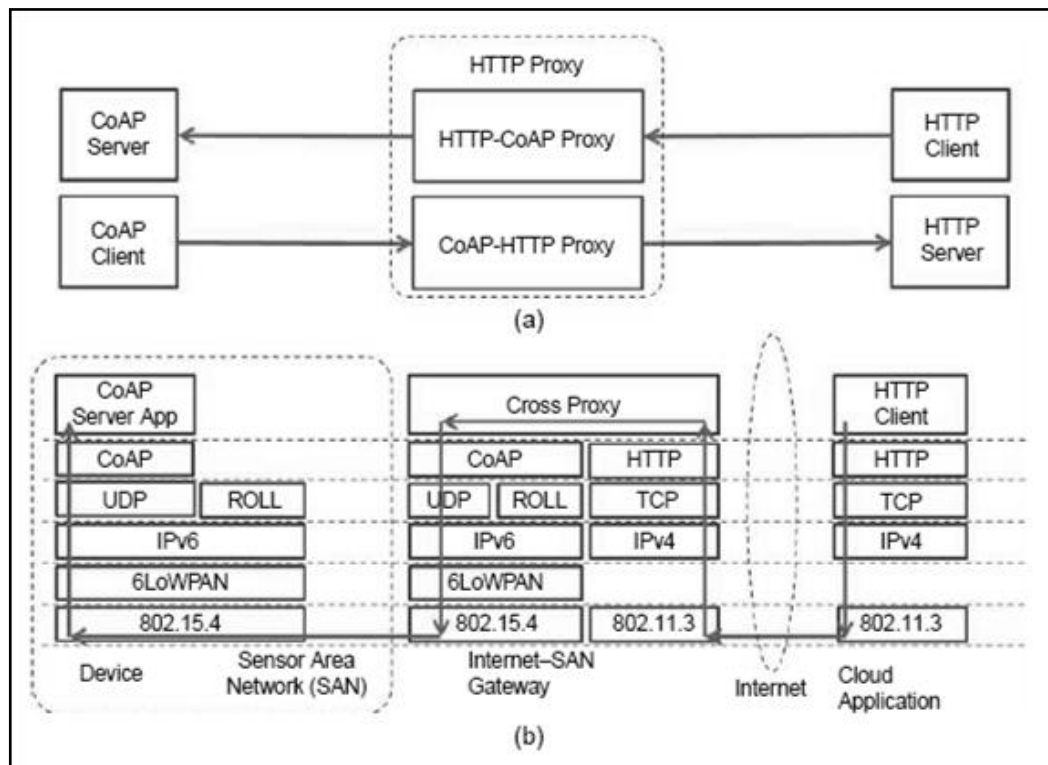 HTTP Proxy
CoAP
Server
HTTP-CoAP Proxy
HTTP
Client
CoAP
Client
CoAP-HTTP Proxy
HTTP
Server
(a)
CoAP
Server App
Cross Proxy
HTTP
Client
CoAP
CoAP
HTTP
HTTP
UDP
ROLL
UDP
ROLL
TCP
TCP
IPv6
IPv6
IPv4
IPv4
6LoWPAN
6LoWPAN
802.15.4
802.15.4
802.11.3
802.11.3
Device
Sensor Area
Network (SAN)
Internet–SAN
Gateway
Internet
Cloud
Application
(b)